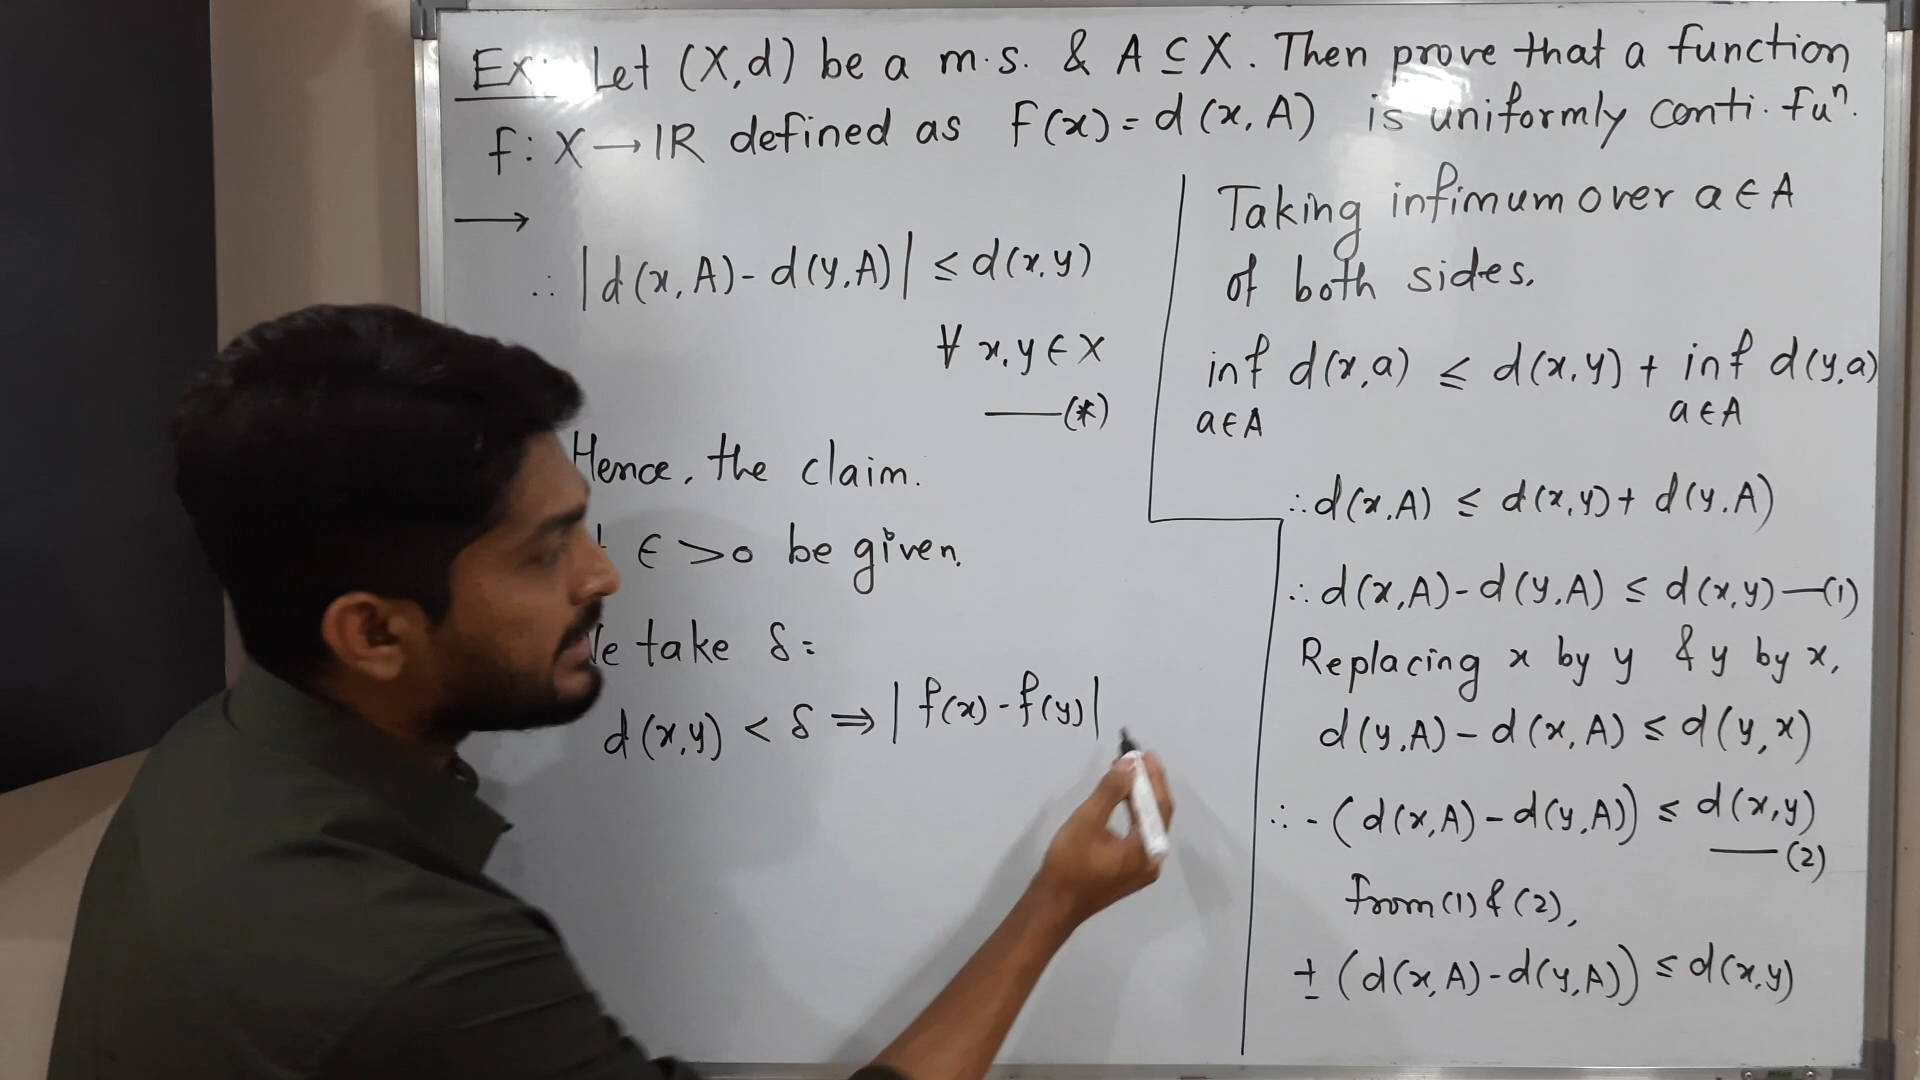 Ex: Let (X,d) be a m.s. & A ⊆ X. Then prove that a function
f: X → IR defined as f(x) = d(x, A) is uniformly conti. fuⁿ.
⟶
∴ |d(x, A) - d(y, A)| ≤ d(x, y)
∀ x, y ∈ X
—(*)
Hence, the claim.
ϵ > 0 be given.
take δ =
d(x,y) < δ ⇒ |f(x) - f(y)|
Taking infimum over a ∈ A
of both sides,
inf d(x,a) ≤ d(x,y) + inf d(y,a)
a∈A a∈A
∴ d(x,A) ≤ d(x,y) + d(y,A)
∴ d(x,A) - d(y,A) ≤ d(x,y) —(1)
Replacing x by y & y by x,
d(y,A) - d(x,A) ≤ d(y,x)
∴ -(d(x,A) - d(y,A)) ≤ d(x,y)
—(2)
from (1) & (2),
± (d(x,A) - d(y,A)) ≤ d(x,y)